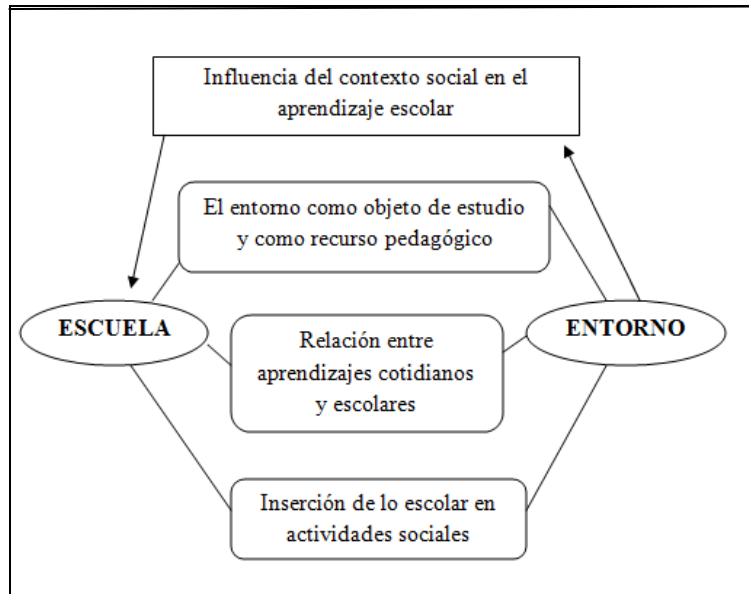 Influencia del contexto social en el
aprendizaje escolar
El entorno como objeto de estudio
y como recurso pedagógico
ESCUELA
ENTORNO
Relación entre
aprendizajes cotidianos
y escolares
Inserción de lo escolar en
actividades sociales